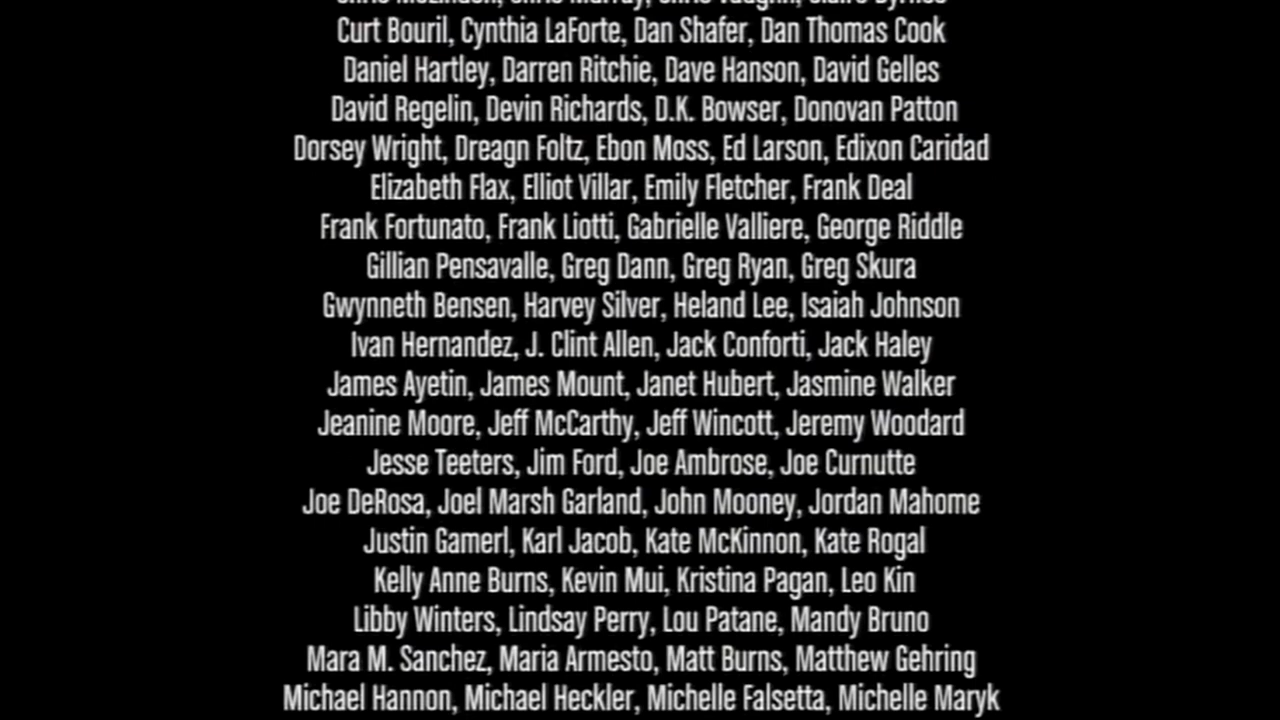 Curt Bouril, Cynthia LaForte, Dan Shafer, Dan Thomas Cook
Daniel Hartley, Darren Ritchie, Dave Hanson, David Gelles
David Regelin, Devin Richards, D.K. Bowser, Donovan Patton
Dorsey Wright, Dreagn Foltz, Ebon Moss, Ed Larson, Edixon Caridad
Elizabeth Flax, Elliot Villar, Emily Fletcher, Frank Deal
Frank Fortunato, Frank Liotti, Gabrielle Valliere, George Riddle
Gillian Pensavalle, Greg Dann, Greg Ryan, Greg Skura
Gwynneth Bensen, Harvey Silver, Heland Lee, Isaiah Johnson
Ivan Hernandez, J. Clint Allen, Jack Conforti, Jack Haley
James Ayetin, James Mount, Janet Hubert, Jasmine Walker
Jeanine Moore, Jeff McCarthy, Jeff Wincott, Jeremy Woodard
Jesse Teeters, Jim Ford, Joe Ambrose, Joe Curnutte
Joe DeRosa, Joel Marsh Garland, John Mooney, Jordan Mahome
Justin Gamerl, Karl Jacob, Kate McKinnon, Kate Rogal
Kelly Anne Burns, Kevin Mui, Kristina Pagan, Leo Kin
Libby Winters, Lindsay Perry, Lou Patane, Mandy Bruno
Mara M. Sanchez, Maria Armesto, Matt Burns, Matthew Gehring
Michael Hannon, Michael Heckler, Michelle Falsetta, Michelle Maryk